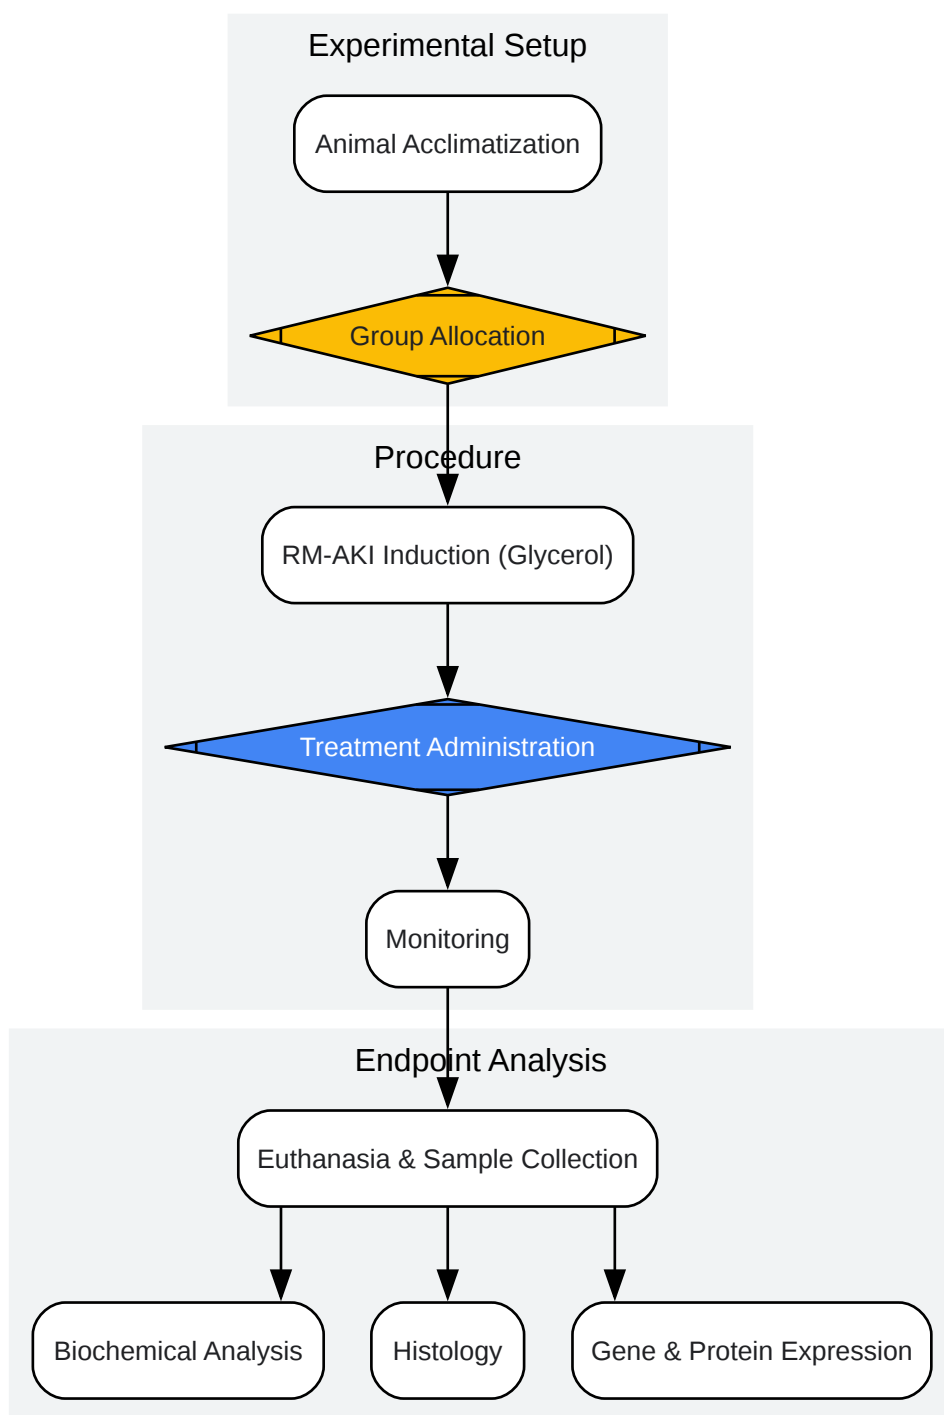 Experimental Setup
Animal Acclimatization
Group Allocation
Procedure
RM-AKI Induction (Glycerol)
Treatment Administration
Monitoring
Endpoint Analysis
Euthanasia & Sample Collection
Biochemical Analysis
Histology
Gene & Protein Expression